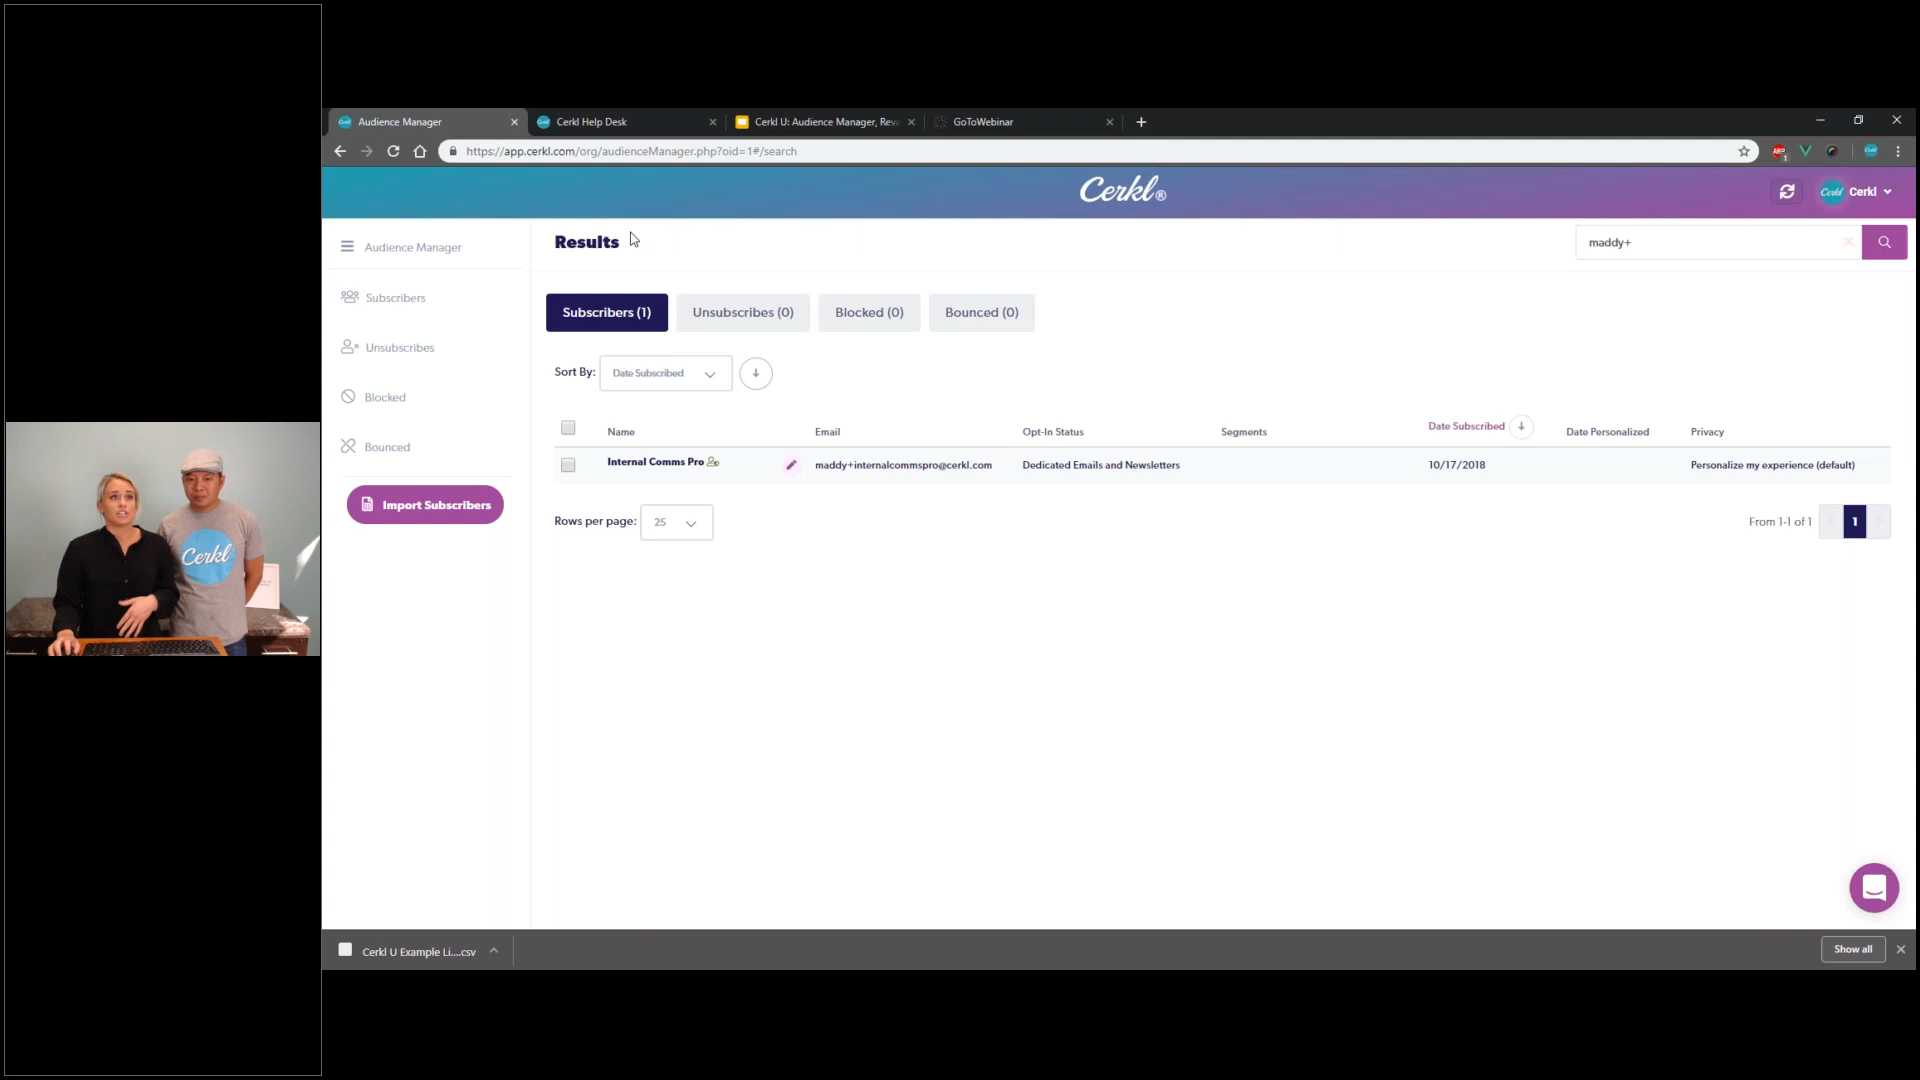 Audience Manager
Cerkl Help Desk
Cerkl U: Audience Manager, Reva
GoToWebinar
https://app.cerkl.com/org/audienceManager.php?oid=1#/search
ABP
1
Cerkl®
Cerkl
Cerkl
Audience Manager
Results
maddy+
Subscribers
Unsubscribes
Blocked
Bounced
Import Subscribers
Subscribers (1)
Unsubscribes (0)
Blocked (0)
Bounced (0)
Sort By:
Date Subscribed
Name
Email
Opt-In Status
Segments
Date Subscribed
Date Personalized
Privacy
Internal Comms Pro
maddy+internalcommspro@cerkl.com
Dedicated Emails and Newsletters
10/17/2018
Personalize my experience (default)
Rows per page:
25
From 1-1 of 1
1
Cerkl
Cerkl U Example Li....csv
Show all